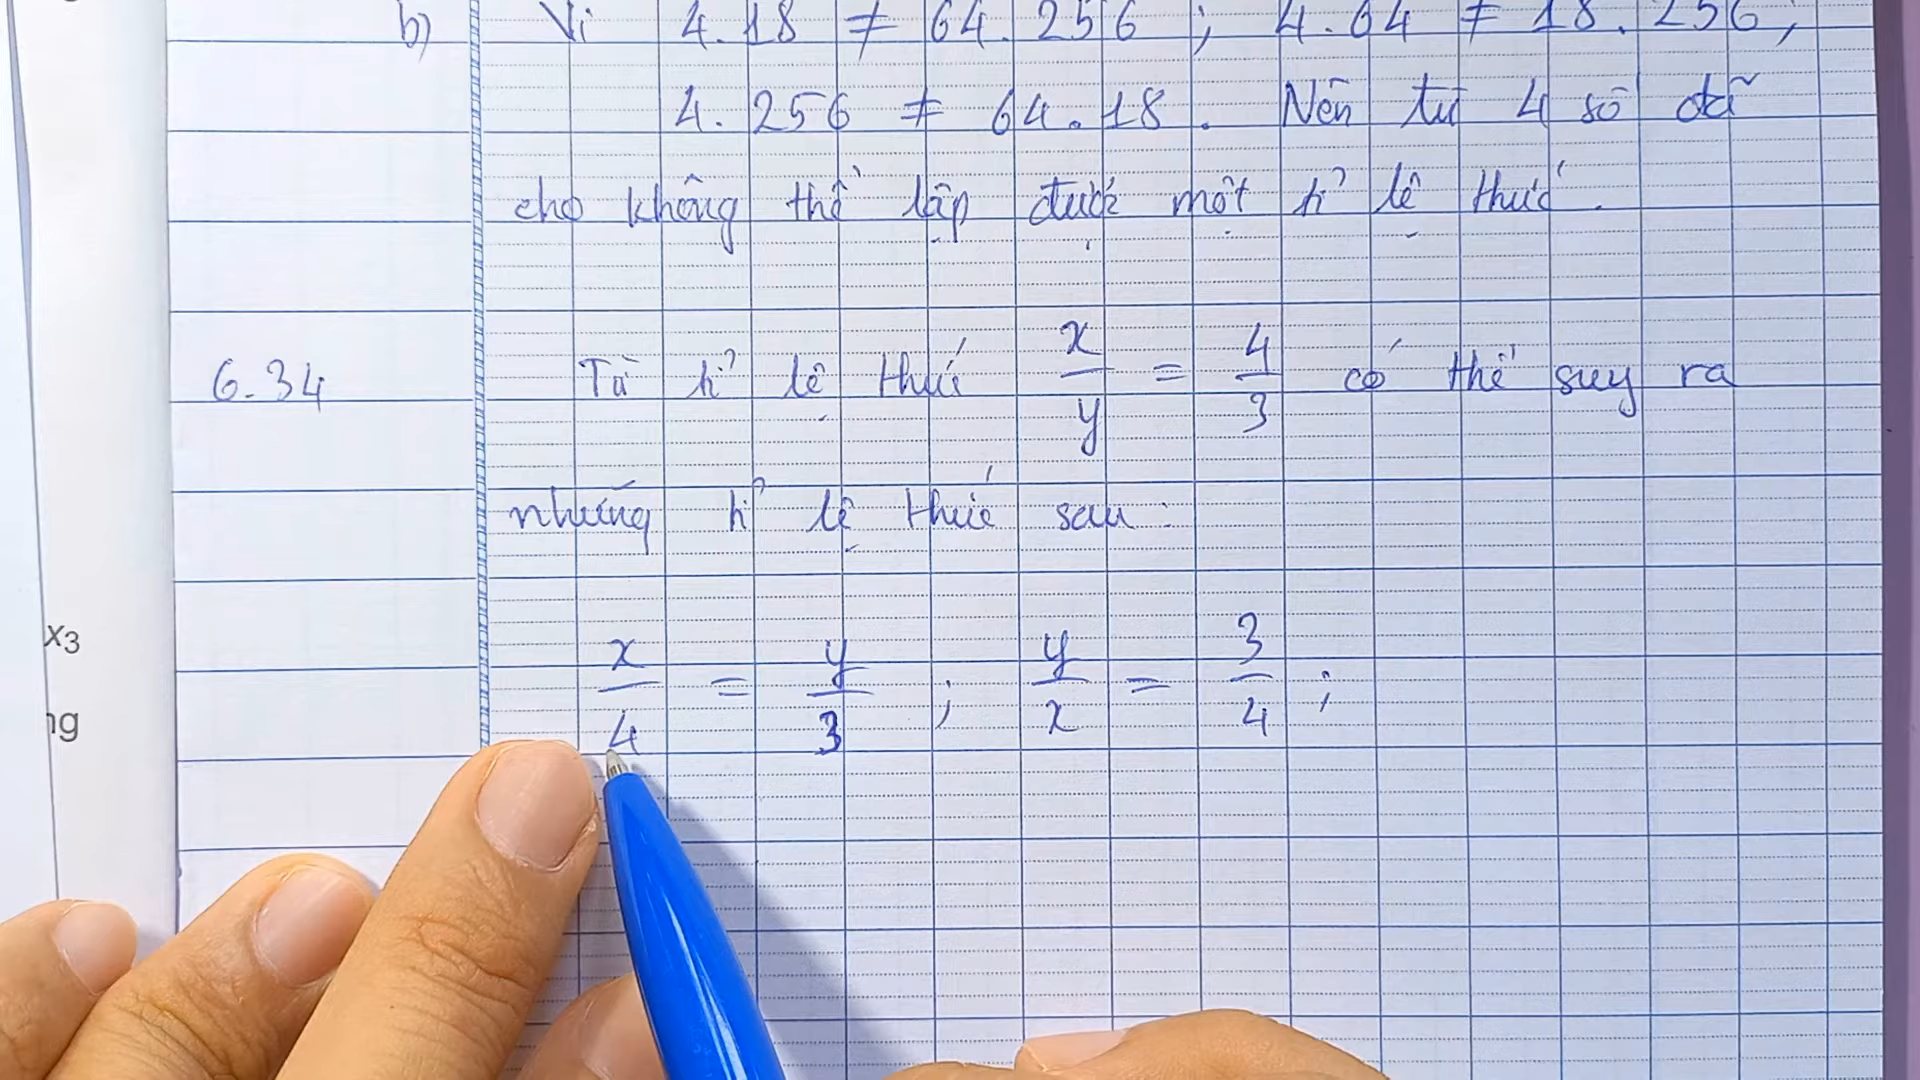 b) Vì 4.18 ≠ 64.256 ; 4.64 ≠ 18.256 ;
4.256 ≠ 64.18. Nên từ 4 số đã
cho không thể lập được một tỉ lệ thức.
6.34 Từ tỉ lệ thức x/y = 4/3 có thể suy ra
những tỉ lệ thức sau:
x/4 = y/3 ; y/x = 3/4 ;
x3
ng